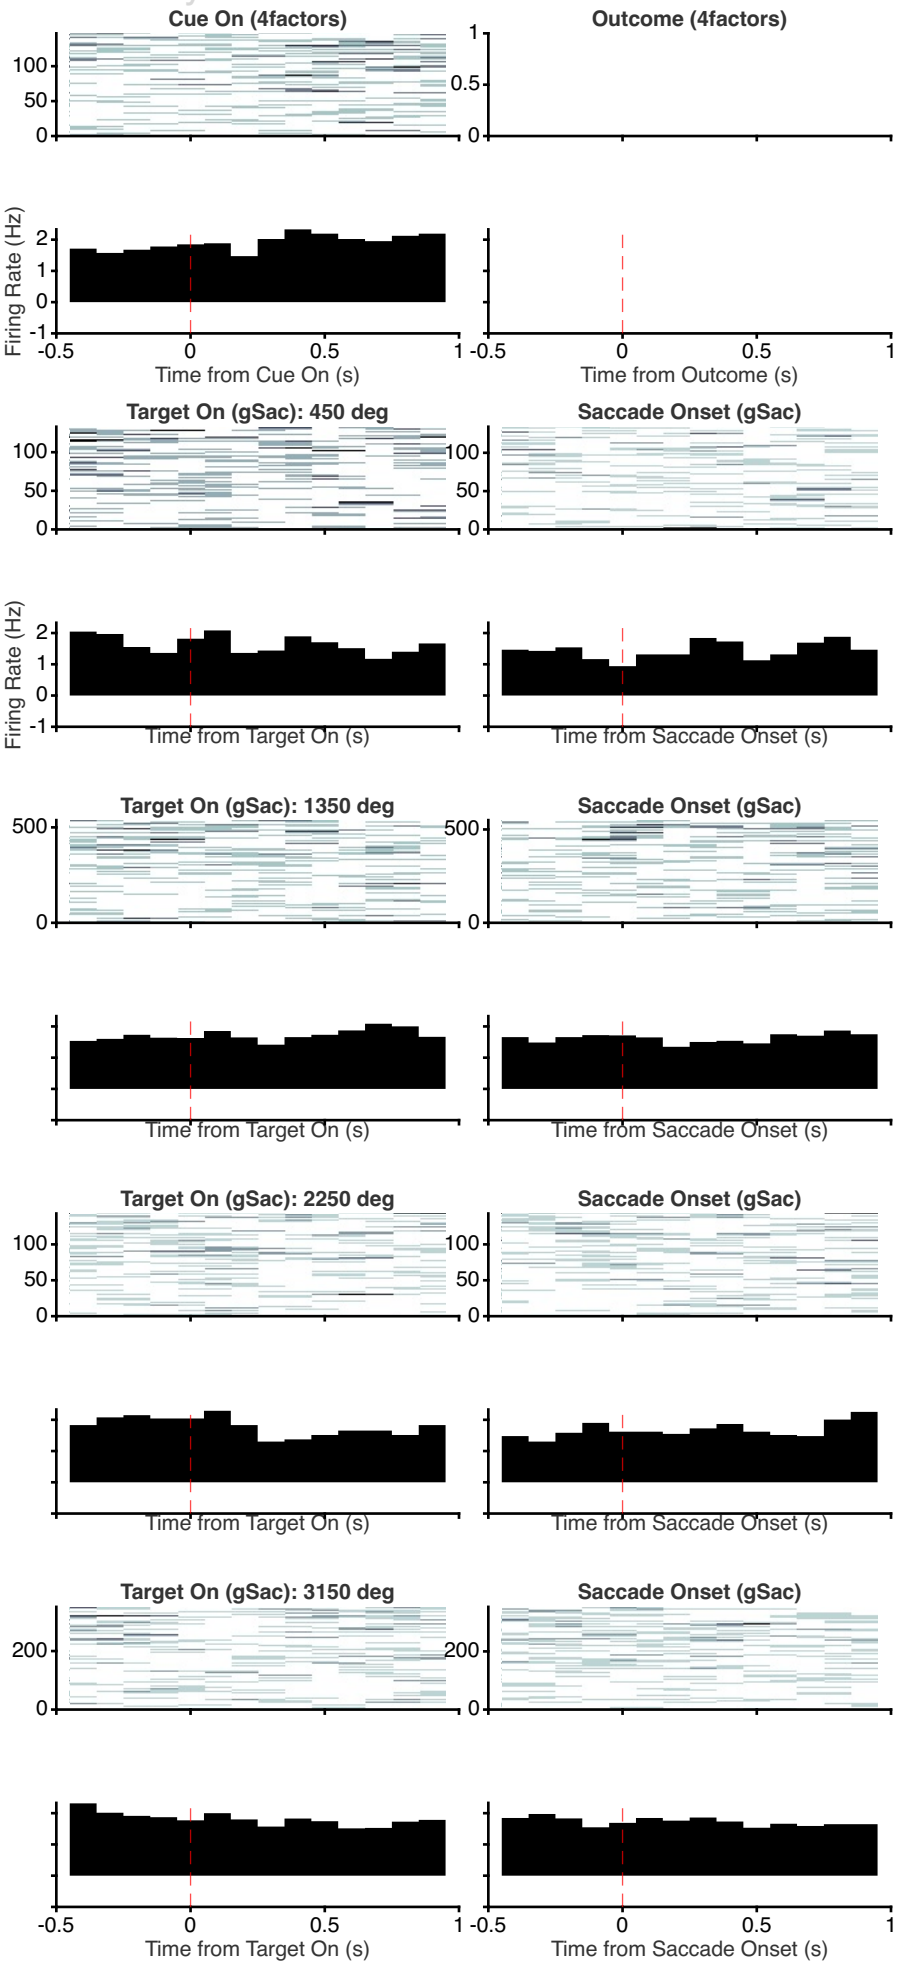 Cue On (4factors) Outcome (4factors)
100 1
50 0.5
0 0
Firing Rate (Hz)
2
1
0
-1
-0.5 0 0.5 1 -0.5 0 0.5 1
Time from Cue On (s) Time from Outcome (s)
Target On (gSac): 450 deg Saccade Onset (gSac)
100 100
50 50
0 0
Firing Rate (Hz)
2
1
0
-1
Time from Target On (s) Time from Saccade Onset (s)
Target On (gSac): 1350 deg Saccade Onset (gSac)
500 500
0 0
Time from Target On (s) Time from Saccade Onset (s)
Target On (gSac): 2250 deg Saccade Onset (gSac)
100 100
50 50
0 0
Time from Target On (s) Time from Saccade Onset (s)
Target On (gSac): 3150 deg Saccade Onset (gSac)
200 200
0 0
-0.5 0 0.5 1 -0.5 0 0.5 1
Time from Target On (s) Time from Saccade Onset (s)